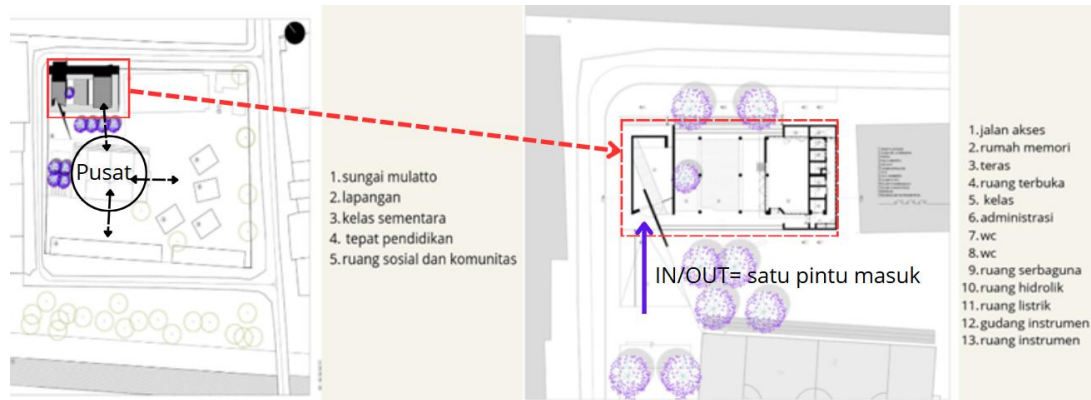 Pusat
1. sungai mulatto
2. lapangan
3. kelas sementara
4. tepat pendidikan
5. ruang sosial dan komunitas
IN/OUT= satu pintu masuk
1. jalan akses
2. rumah memori
3. teras
4. ruang terbuka
5. kelas
6. administrasi
7. wc
8. wc
9. ruang serbaguna
10. ruang hidrolik
11. ruang listrik
12. gudang instrumen
13. ruang instrumen